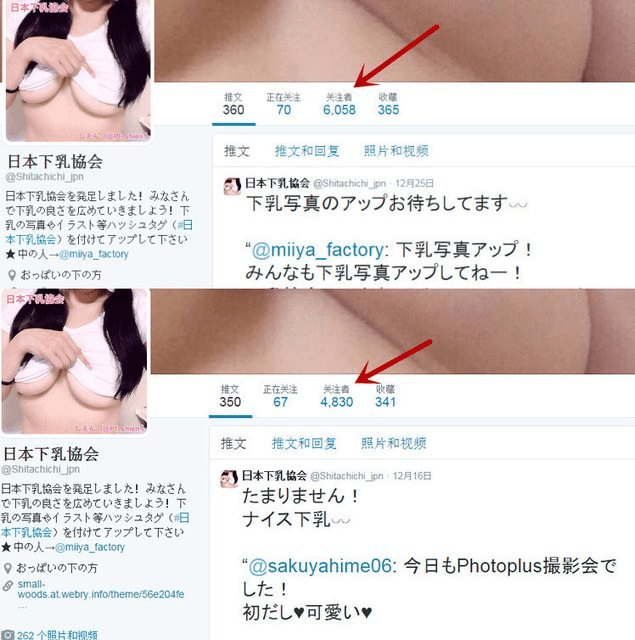 日本下乳協会
しえん（@Pf_shien）
推文 正在关注 关注者 收藏
360 70 6,058 365
日本下乳協会
@Shitachichi_jpn
日本下乳協会を発足しました！みなさん
で下乳の良さを広めていきましょう！下
乳の写真やイラスト等ハッシュタグ（#日
本下乳協会）を付けてアップして下さい
★中の人→@miiya_factory
おっぱいの下の方
推文 推文和回复 照片和视频
日本下乳協会 @Shitachichi_jpn · 12月25日
下乳写真のアップお待ちしてます◡◡
“@miiya_factory: 下乳写真アップ！
みんなも下乳写真アップしてねー！
日本下乳協会
しえん（@Pf_shien）
推文 正在关注 关注者 收藏
350 67 4,830 341
日本下乳協会
@Shitachichi_jpn
日本下乳協会を発足しました！みなさん
で下乳の良さを広めていきましょう！下
乳の写真やイラスト等ハッシュタグ（#日
本下乳協会）を付けてアップして下さい
★中の人→@miiya_factory
おっぱいの下の方
small-
woods.at.webry.info/theme/56e204fe
…
262 个照片和视频
推文 推文和回复 照片和视频
日本下乳協会 @Shitachichi_jpn · 12月16日
たまりません！
ナイス下乳◡◡
“@sakuyahime06: 今日もPhotoplus撮影会で
した！
初だし♥可愛い♥